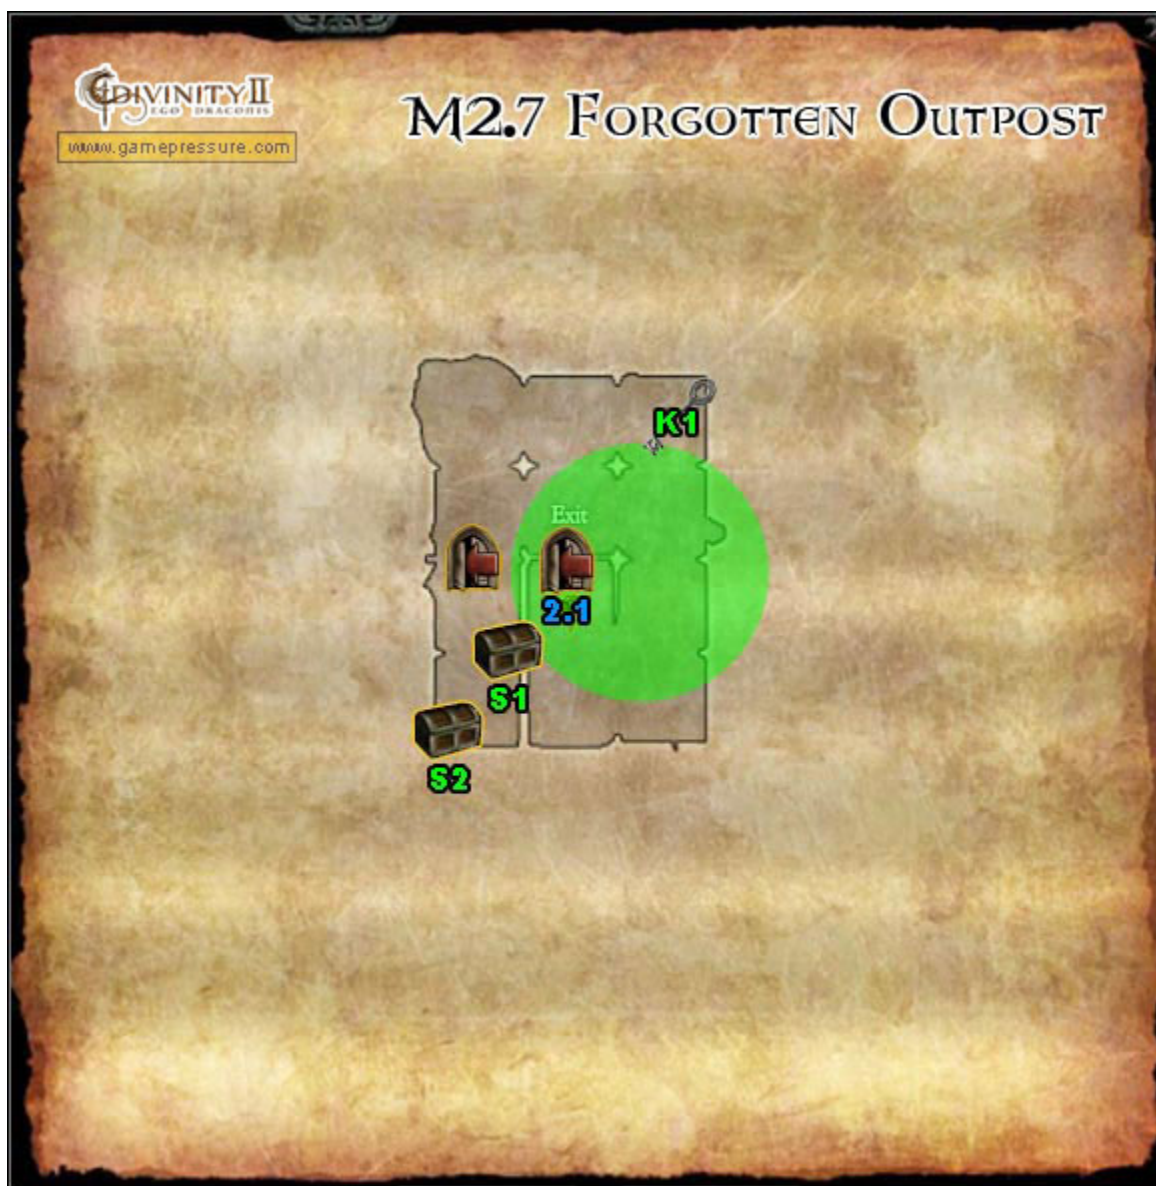 DIVINITY II
EGO DRACONIS
www.gamepressure.com
M2.7 FORGOTTEN OUTPOST
K1
Exit
2.1
S1
S2